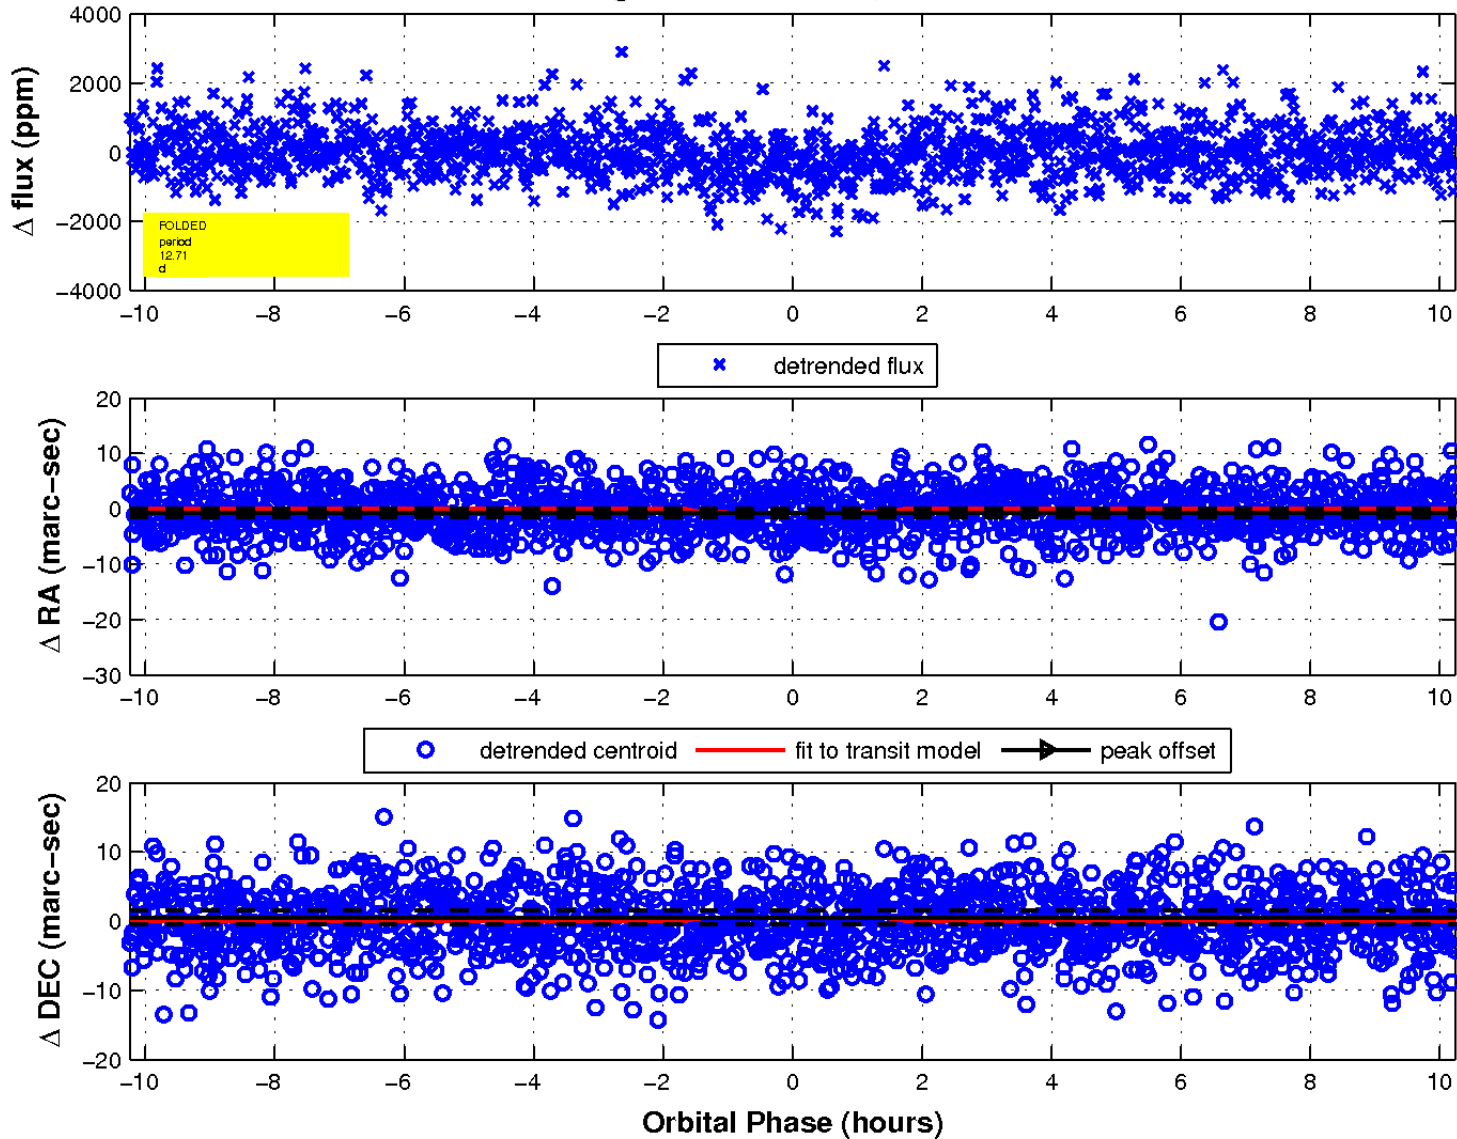 4000
2000
0
−2000
−4000
Δ flux (ppm)
FOLDED
period
12.71
d
−10 −8 −6 −4 −2 0 2 4 6 8 10
detrended flux
20
10
0
−10
−20
−30
Δ RA (marc−sec)
−10 −8 −6 −4 −2 0 2 4 6 8 10
detrended centroid fit to transit model peak offset
20
10
0
−10
−20
Δ DEC (marc−sec)
−10 −8 −6 −4 −2 0 2 4 6 8 10
Orbital Phase (hours)